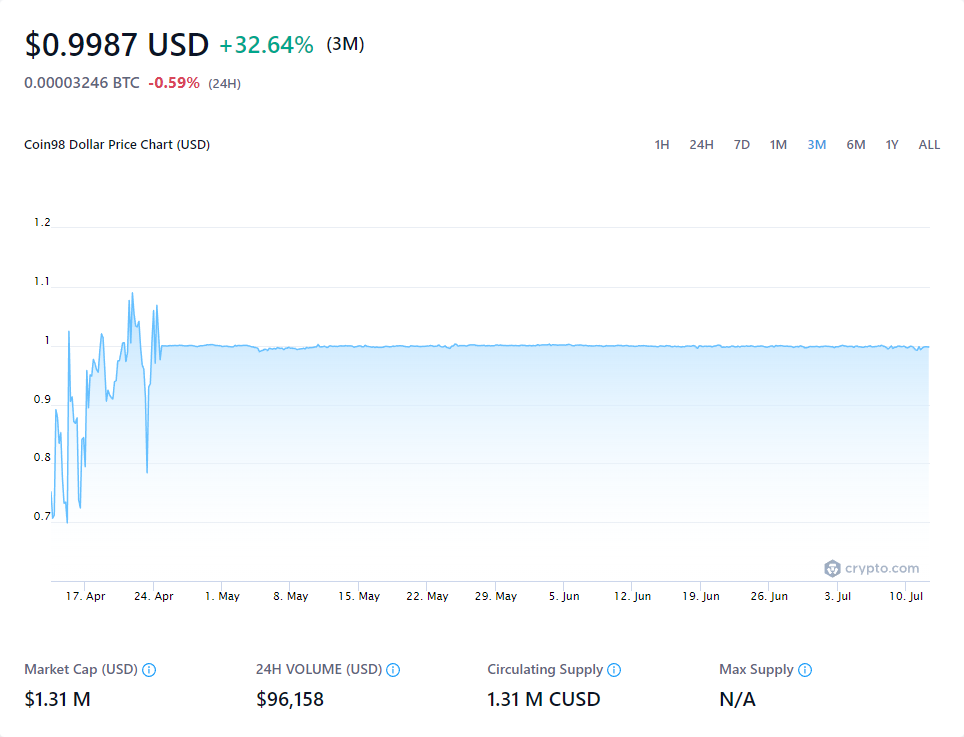 $0.9987 USD +32.64% (3M)
0.00003246 BTC -0.59% (24H)
Coin98 Dollar Price Chart (USD) 1H 24H 7D 1M 3M 6M 1Y ALL
1.2
1.1
1
0.9
0.8
0.7
crypto.com
17. Apr 24. Apr 1. May 8. May 15. May 22. May 29. May 5. Jun 12. Jun 19. Jun 26. Jun 3. Jul 10. Jul
Market Cap (USD) 24H VOLUME (USD) Circulating Supply Max Supply
$1.31 M $96,158 1.31 M CUSD N/A